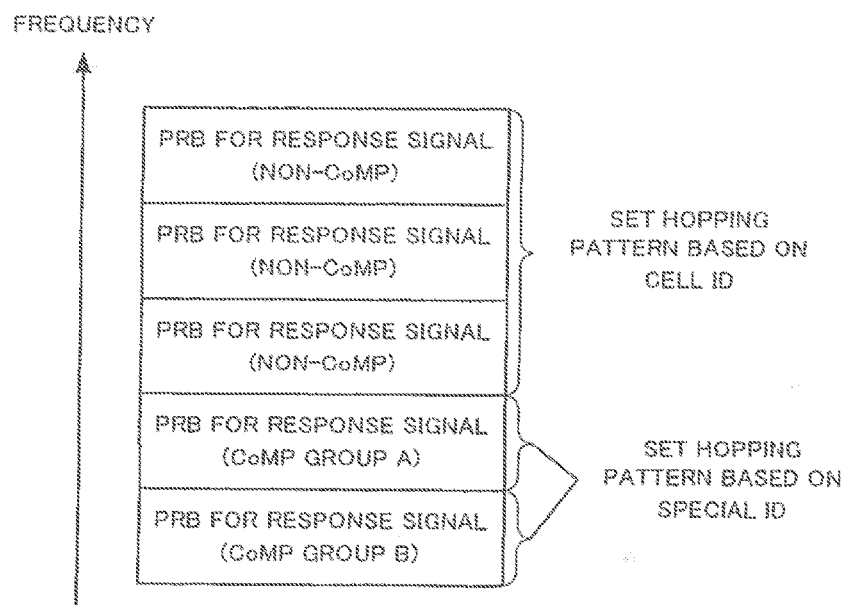 FREQUENCY
PRB FOR RESPONSE SIGNAL
(NON-CoMP)
PRB FOR RESPONSE SIGNAL
(NON-CoMP)
PRB FOR RESPONSE SIGNAL
(NON-CoMP)
SET HOPPING
PATTERN BASED ON
CELL ID
PRB FOR RESPONSE SIGNAL
(CoMP GROUP A)
PRB FOR RESPONSE SIGNAL
(CoMP GROUP B)
SET HOPPING
PATTERN BASED ON
SPECIAL ID